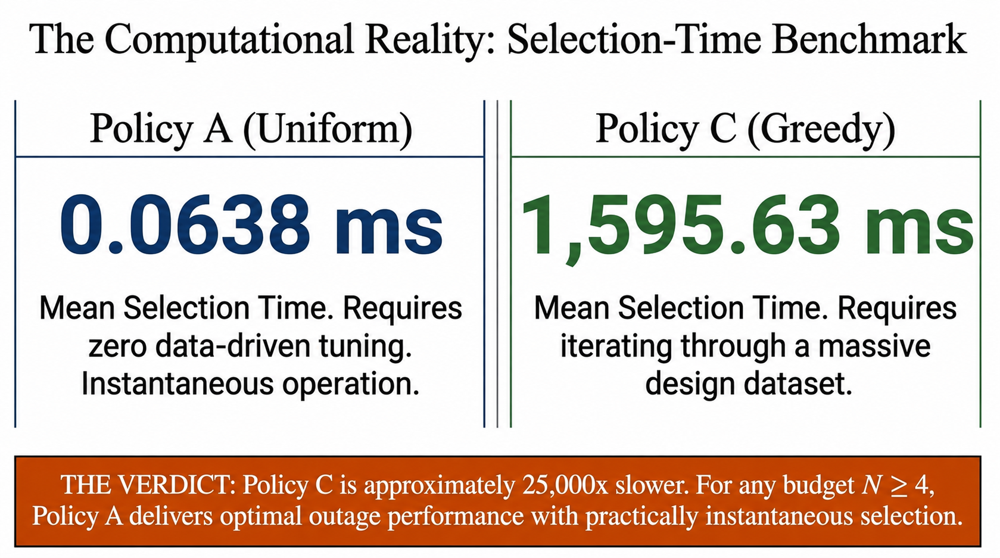 The Computational Reality: Selection-Time Benchmark
Policy A (Uniform)
0.0638 ms
Mean Selection Time. Requires
zero data-driven tuning.
Instantaneous operation.
Policy C (Greedy)
1,595.63 ms
Mean Selection Time. Requires
iterating through a massive
design dataset.
THE VERDICT: Policy C is approximately 25,000x slower. For any budget N ≥ 4,
Policy A delivers optimal outage performance with practically instantaneous selection.